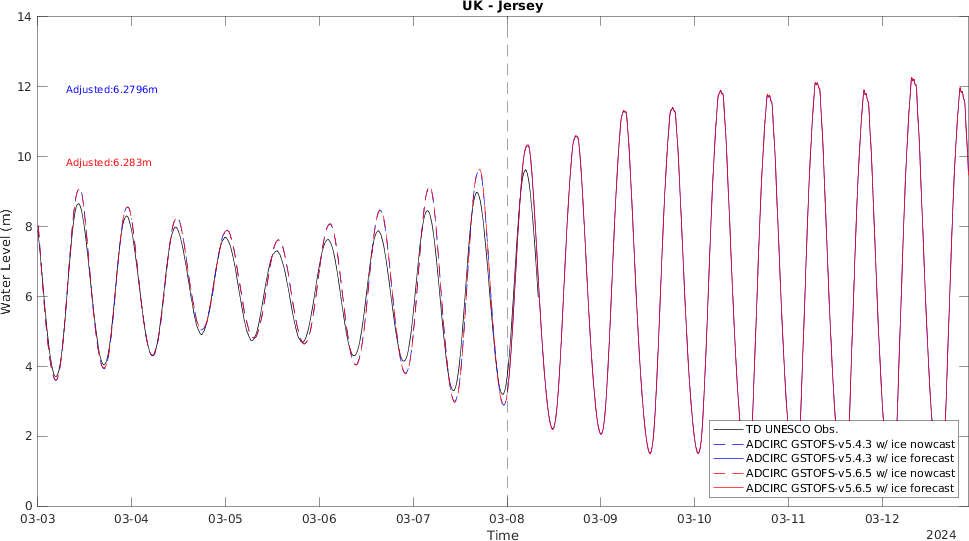 UK - Jersey
14
12
10
8
6
4
2
0
Water Level (m)
Adjusted:6.2796m
Adjusted:6.283m
TD UNESCO Obs.
ADCIRC GSTOFS-v5.4.3 w/ ice nowcast
ADCIRC GSTOFS-v5.4.3 w/ ice forecast
ADCIRC GSTOFS-v5.6.5 w/ ice nowcast
ADCIRC GSTOFS-v5.6.5 w/ ice forecast
03-03 03-04 03-05 03-06 03-07 03-08 03-09 03-10 03-11 03-12
Time
2024